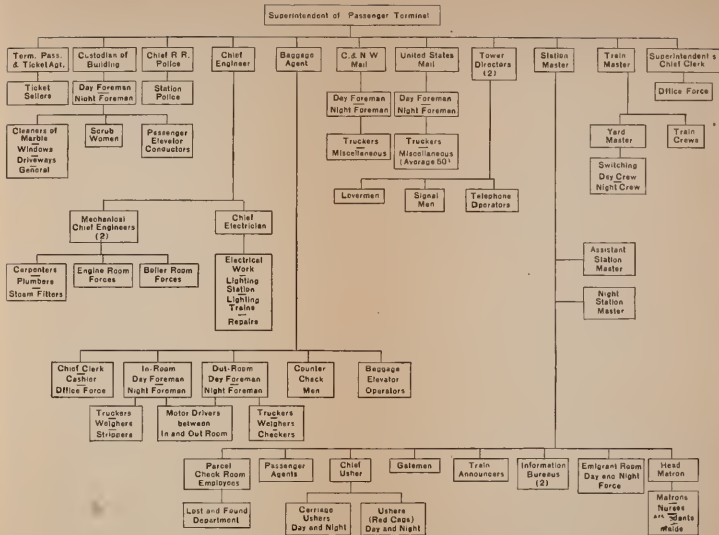 Superintendent of Passenger Terminal
Term. Pass.
& Ticket Agt.
Custodian of
Building
Chief R R.
Police
Chief
Engineer
Baggage
Agent
C. & N W
Mail
United States
Mail
Tower
Directors
(2)
Station
Master
Train
Master
Superintendent s
Chief Clerk
Ticket
Sellers
Day Foreman
Night Foreman
Station
Police
Day Foreman
Night Foreman
Day Foreman
Night Foreman
Office Force
Cleaners of
Marble
Windows
Driveways
General
Scrub
Women
Passenger
Elevator
Conductors
Truckers
Miscellaneous
Truckers
Miscellaneous
(Average 50)
Yard
Master
Train
Crews
Switching
Day Crew
Night Crew
Levermen
Signal
Men
Telephone
Operators
Mechanical
Chief Engineers
(2)
Chief
Electrician
Assistant
Station
Master
Carpenters
Plumbers
Steam Fitters
Engine Room
Forces
Boiler Room
Forces
Electrical
Work
Lighting
Station
Lighting
Trains
Repairs
Night
Station
Master
Chief Clerk
Cashier
Office Force
In-Room
Day Foreman
Night Foreman
Out-Room
Day Foreman
Night Foreman
Counter
Check
Men
Baggage
Elevator
Operators
Truckers
Weighers
Strippers
Motor Drivers
between
In and Out Room
Truckers
Weighers
Checkers
Parcel
Check Room
Employees
Passenger
Agents
Chief
Usher
Gateman
Train
Announcers
Information
Bureaus
(2)
Emigrant Room
Day and Night
Force
Head
Matron
Lost and Found
Department
Carriage
Ushers
Day and Night
Ushers
(Red Caps)
Day and Night
Matrons
Nurses
Maids